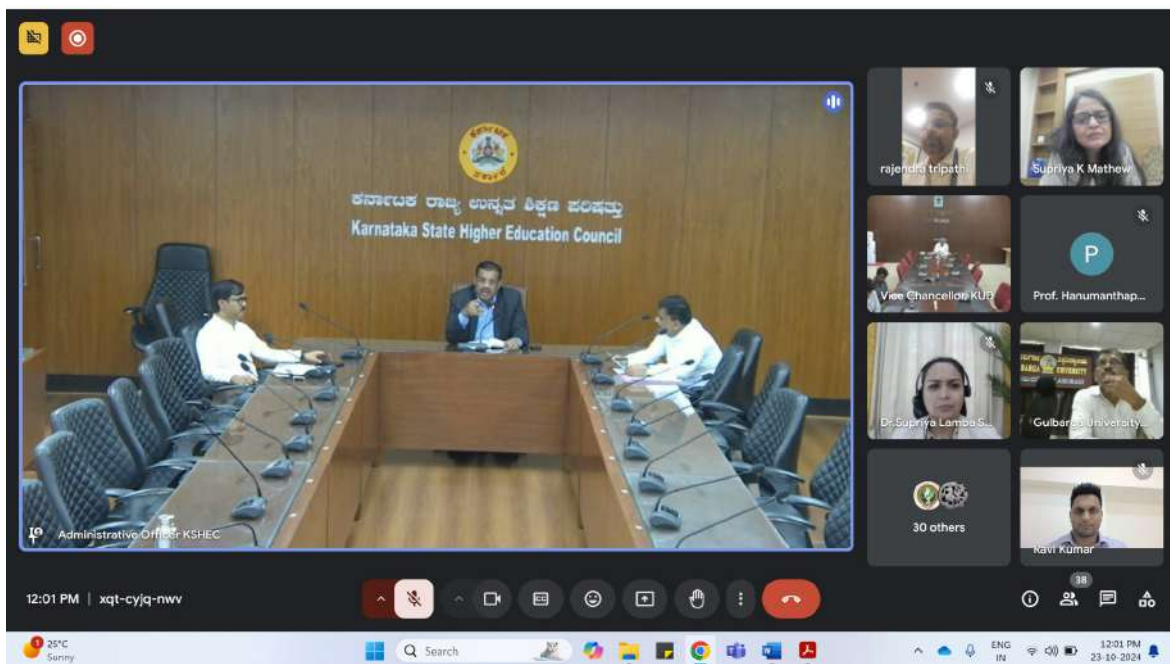 ಕರ್ನಾಟಕ ರಾಜ್ಯ ಉನ್ನತ ಶಿಕ್ಷಣ ಪರಿಷತ್ತು
Karnataka State Higher Education Council
Administrative Officer KSHEC
rajendra tripathi
Supriya K Mathew
Vice Chancellor, KUD
P
Prof. Hanumanthap...
Dr.Supriya Lamba S...
UNIVERSITY
Gulbarga University...
30 others
Ravi Kumar
12:01 PM | xqt-cyjq-nwv
38
1
25°C
Sunny
Search
ENG
IN
12:01 PM
23-10-2024